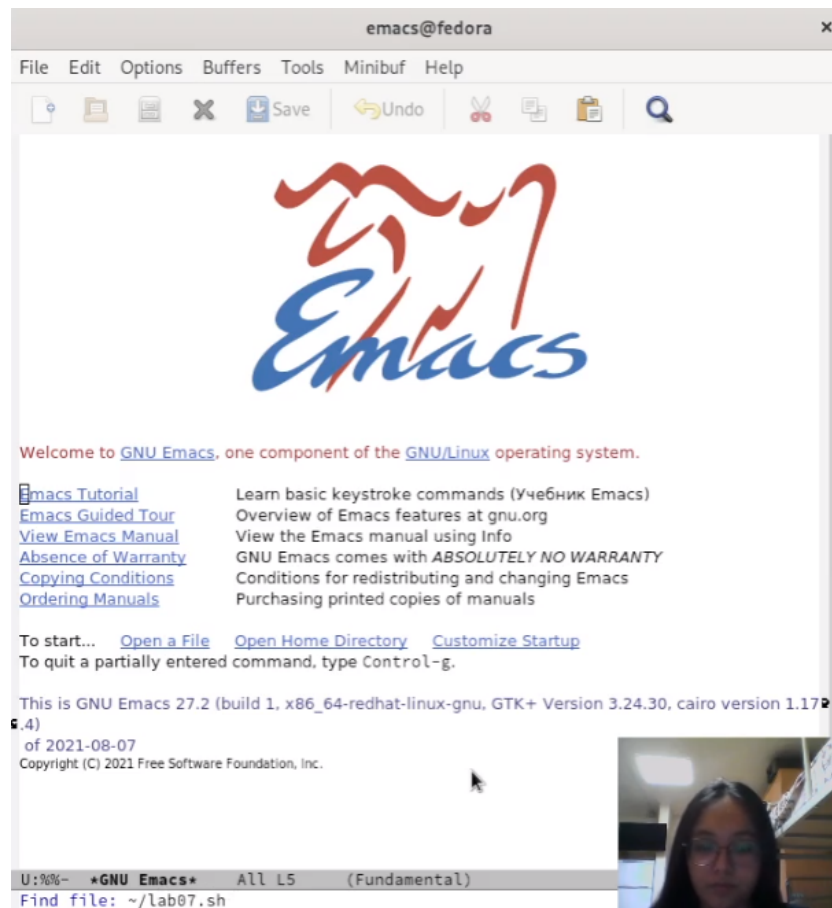 emacs@fedora ×
File Edit Options Buffers Tools Minibuf Help
Save Undo
Emacs
Welcome to GNU Emacs, one component of the GNU/Linux operating system.
Emacs Tutorial Learn basic keystroke commands (Учебник Emacs)
Emacs Guided Tour Overview of Emacs features at gnu.org
View Emacs Manual View the Emacs manual using Info
Absence of Warranty GNU Emacs comes with ABSOLUTELY NO WARRANTY
Copying Conditions Conditions for redistributing and changing Emacs
Ordering Manuals Purchasing printed copies of manuals
To start... Open a File Open Home Directory Customize Startup
To quit a partially entered command, type Control-g.
This is GNU Emacs 27.2 (build 1, x86_64-redhat-linux-gnu, GTK+ Version 3.24.30, cairo version 1.17
.4)
of 2021-08-07
Copyright (C) 2021 Free Software Foundation, Inc.
U:%%- *GNU Emacs* All L5 (Fundamental)
Find file: ~/lab07.sh